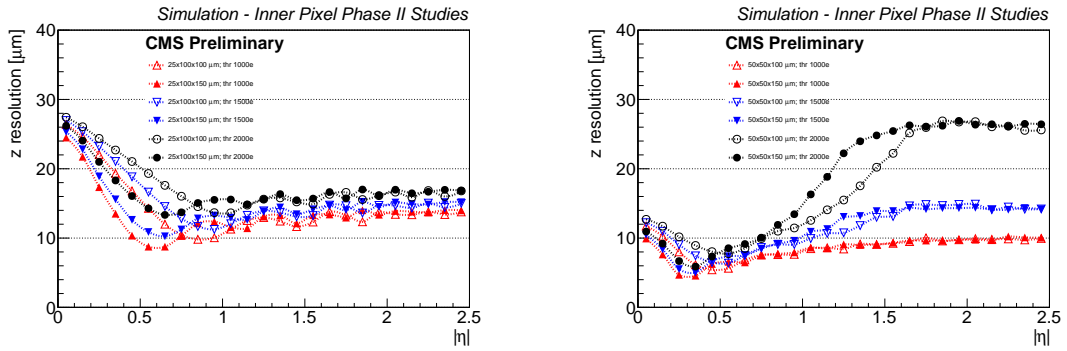 Simulation - Inner Pixel Phase II Studies
z resolution [μm]
40
30
20
10
0
CMS Preliminary
25x100x100 μm; thr 1000e
25x100x150 μm; thr 1000e
25x100x100 μm; thr 1500e
25x100x150 μm; thr 1500e
25x100x100 μm; thr 2000e
25x100x150 μm; thr 2000e
0 0.5 1 1.5 2 2.5
|η|
Simulation - Inner Pixel Phase II Studies
z resolution [μm]
40
30
20
10
0
CMS Preliminary
50x50x100 μm; thr 1000e
50x50x150 μm; thr 1000e
50x50x100 μm; thr 1500e
50x50x150 μm; thr 1500e
50x50x100 μm; thr 2000e
50x50x150 μm; thr 2000e
0 0.5 1 1.5 2 2.5
|η|